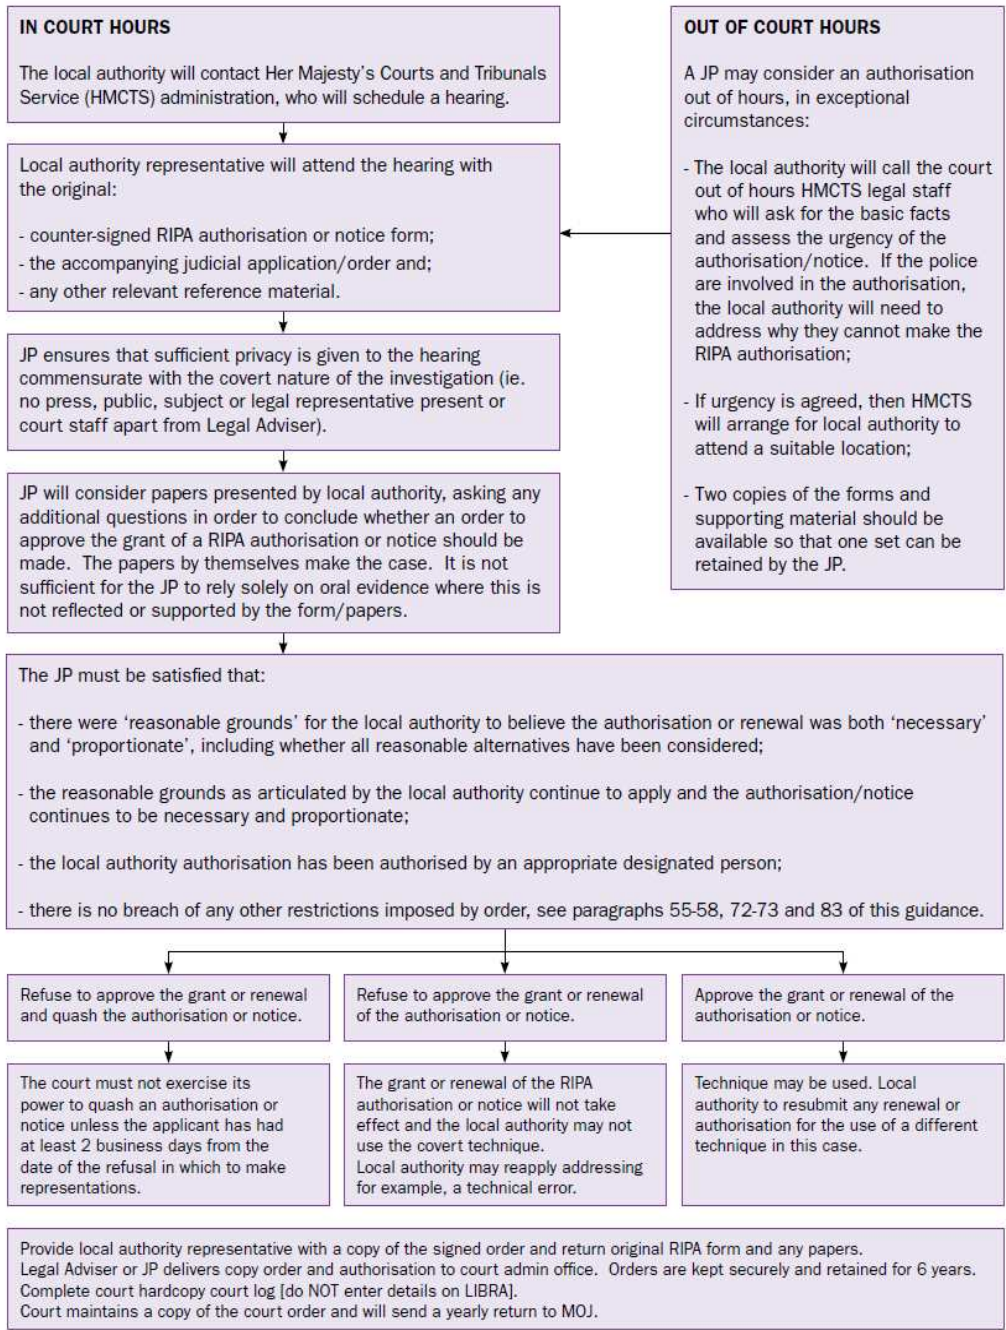 IN COURT HOURS
The local authority will contact Her Majesty's Courts and Tribunals
Service (HMCTS) administration, who will schedule a hearing.
Local authority representative will attend the hearing with
the original:
- counter-signed RIPA authorisation or notice form;
- the accompanying judicial application/order and;
- any other relevant reference material.
JP ensures that sufficient privacy is given to the hearing
commensurate with the covert nature of the investigation (ie.
no press, public, subject or legal representative present or
court staff apart from Legal Adviser).
JP will consider papers presented by local authority, asking any
additional questions in order to conclude whether an order to
approve the grant of a RIPA authorisation or notice should be
made. The papers by themselves make the case. It is not
sufficient for the JP to rely solely on oral evidence where this is
not reflected or supported by the form/papers.
OUT OF COURT HOURS
A JP may consider an authorisation
out of hours, in exceptional
circumstances:
- The local authority will call the court
out of hours HMCTS legal staff
who will ask for the basic facts
and assess the urgency of the
authorisation/notice. If the police
are involved in the authorisation,
the local authority will need to
address why they cannot make the
RIPA authorisation;
- If urgency is agreed, then HMCTS
will arrange for local authority to
attend a suitable location;
- Two copies of the forms and
supporting material should be
available so that one set can be
retained by the JP.
The JP must be satisfied that:
- there were 'reasonable grounds' for the local authority to believe the authorisation or renewal was both 'necessary'
and 'proportionate', including whether all reasonable alternatives have been considered;
- the reasonable grounds as articulated by the local authority continue to apply and the authorisation/notice
continues to be necessary and proportionate;
- the local authority authorisation has been authorised by an appropriate designated person;
- there is no breach of any other restrictions imposed by order, see paragraphs 55-58, 72-73 and 83 of this guidance.
Refuse to approve the grant or renewal
and quash the authorisation or notice.
The court must not exercise its
power to quash an authorisation or
notice unless the applicant has had
at least 2 business days from the
date of the refusal in which to make
representations.
Refuse to approve the grant or renewal
of the authorisation or notice.
The grant or renewal of the RIPA
authorisation or notice will not take
effect and the local authority may not
use the covert technique.
Local authority may reapply addressing
for example, a technical error.
Approve the grant or renewal of the
authorisation or notice.
Technique may be used. Local
authority to resubmit any renewal or
authorisation for the use of a different
technique in this case.
Provide local authority representative with a copy of the signed order and return original RIPA form and any papers.
Legal Adviser or JP delivers copy order and authorisation to court admin office. Orders are kept securely and retained for 6 years.
Complete court hardcopy court log [do NOT enter details on LIBRA].
Court maintains a copy of the court order and will send a yearly return to MOJ.